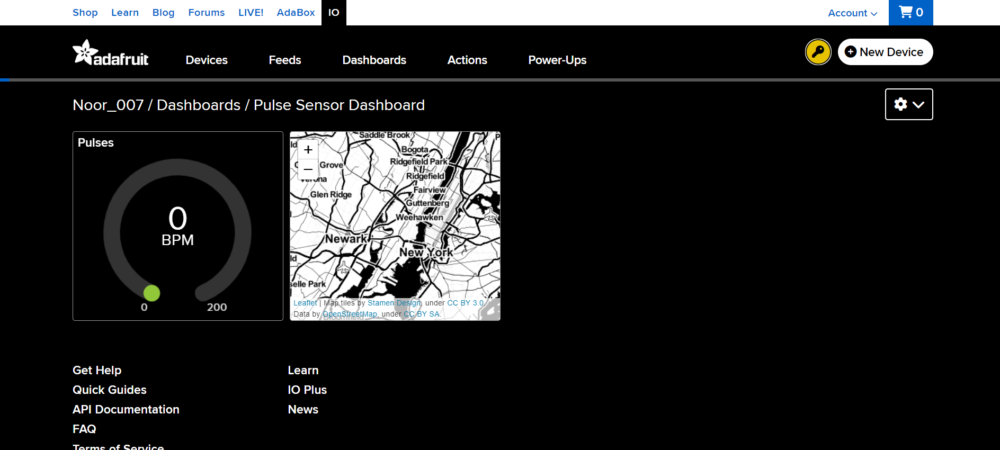 Shop Learn Blog Forums LIVE! AdaBox IO Account 0
adafruit Devices Feeds Dashboards Actions Power-Ups New Device
Noor_007 / Dashboards / Pulse Sensor Dashboard
Pulses
0
BPM
0 200
+
−
Saddle Brook
Bogota
Ridgefield Park
Grove
Ridgefield
Verona
Fairview
Glen Ridge
Guttenberg
Weehawken
Newark
New York
selle Park
Leaflet | Map tiles by Stamen Design, under CC BY 3.0.
Data by OpenStreetMap, under CC BY SA.
Bloomfield
Get Help
Quick Guides
API Documentation
FAQ
Terms of Service
Learn
IO Plus
News